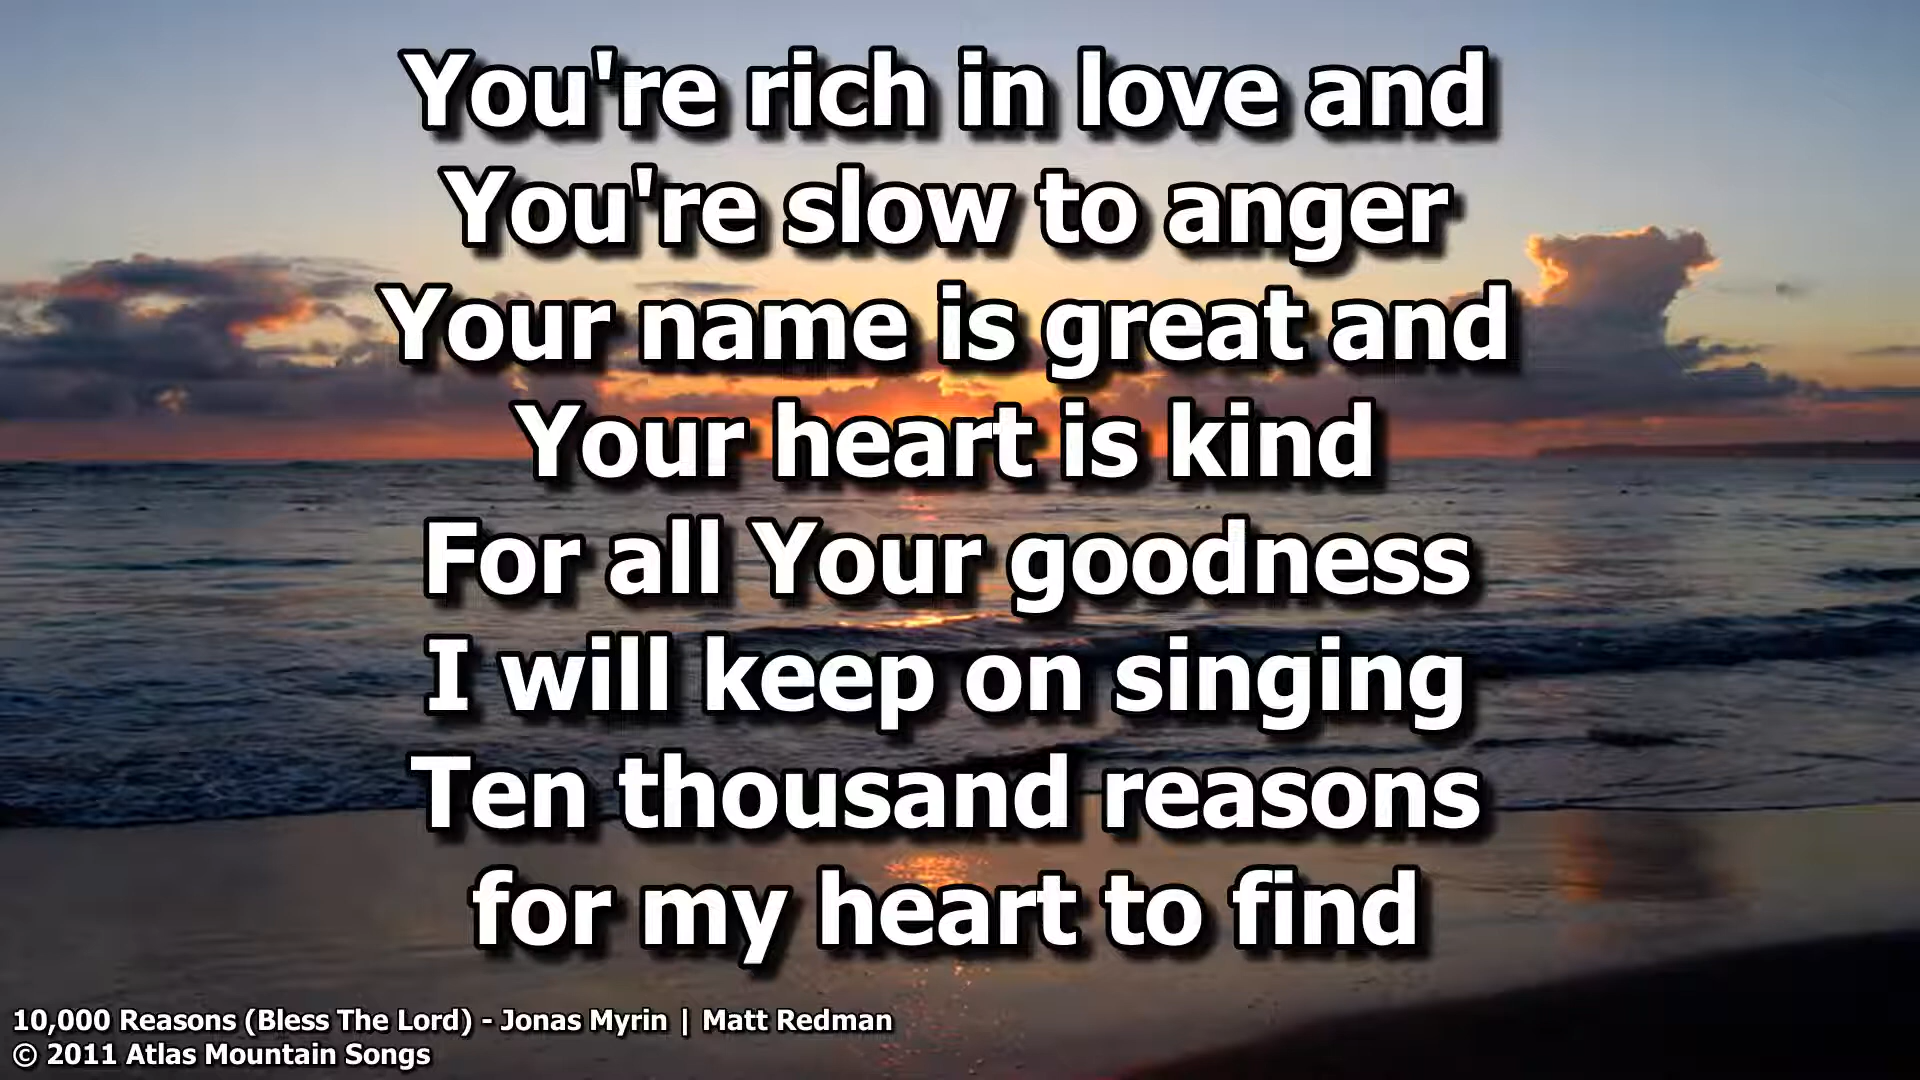 You're rich in love and
You're slow to anger
Your name is great and
Your heart is kind
For all Your goodness
I will keep on singing
Ten thousand reasons
for my heart to find
10,000 Reasons (Bless The Lord) - Jonas Myrin | Matt Redman
© 2011 Atlas Mountain Songs